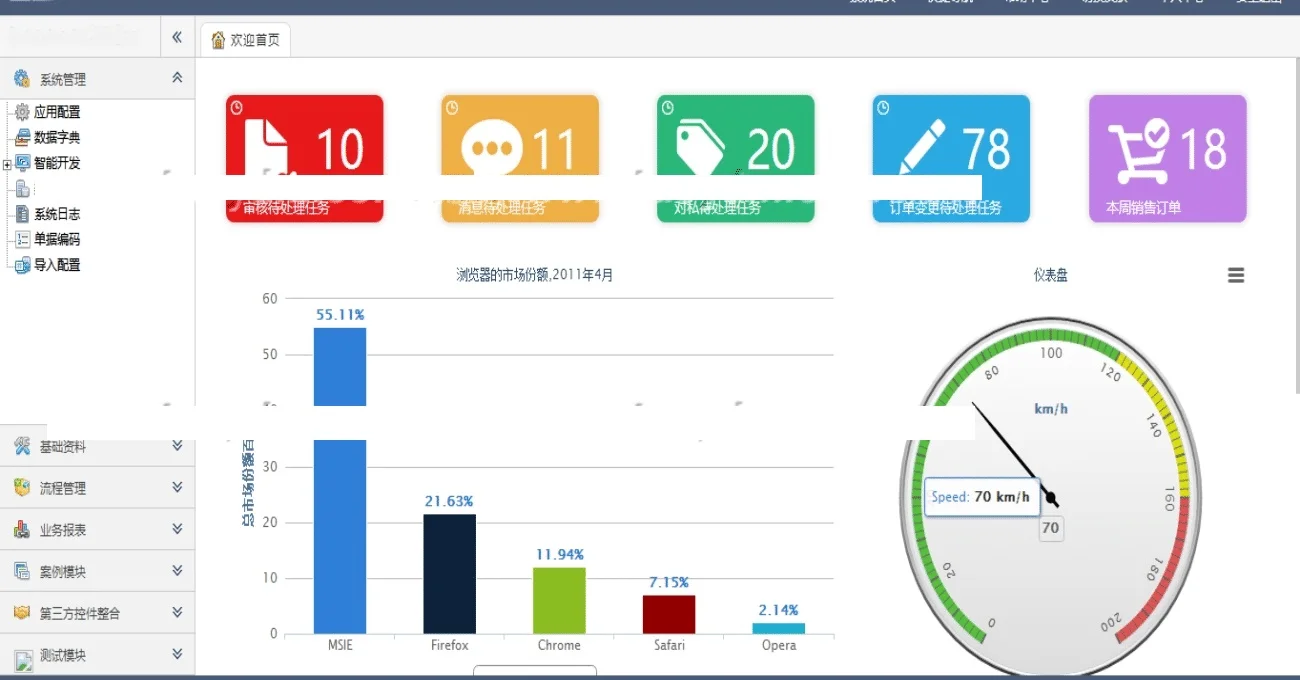 欢迎首页
系统管理
应用配置
数据字典
智能开发
系统日志
单据编码
导入配置
基础资料
流程管理
业务报表
案例模块
第三方控件整合
测试模块
10
审核待处理任务
11
消息待处理任务
20
对私待处理任务
78
订单变更待处理任务
18
本周销售订单
浏览器的市场份额,2011年4月
总市场份额百
60
50
30
20
10
0
55.11%
21.63%
11.94%
7.15%
2.14%
MSIE
Firefox
Chrome
Safari
Opera
仪表盘
0
20
80
100
120
140
160
180
200
km/h
Speed: 70 km/h
70